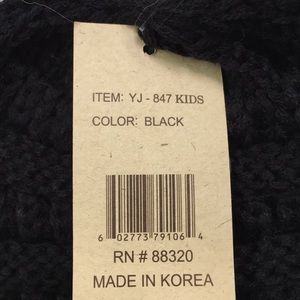 ITEM: YJ - 847 KIDS
COLOR: BLACK
6 02773 79106 4
RN # 88320
MADE IN KOREA